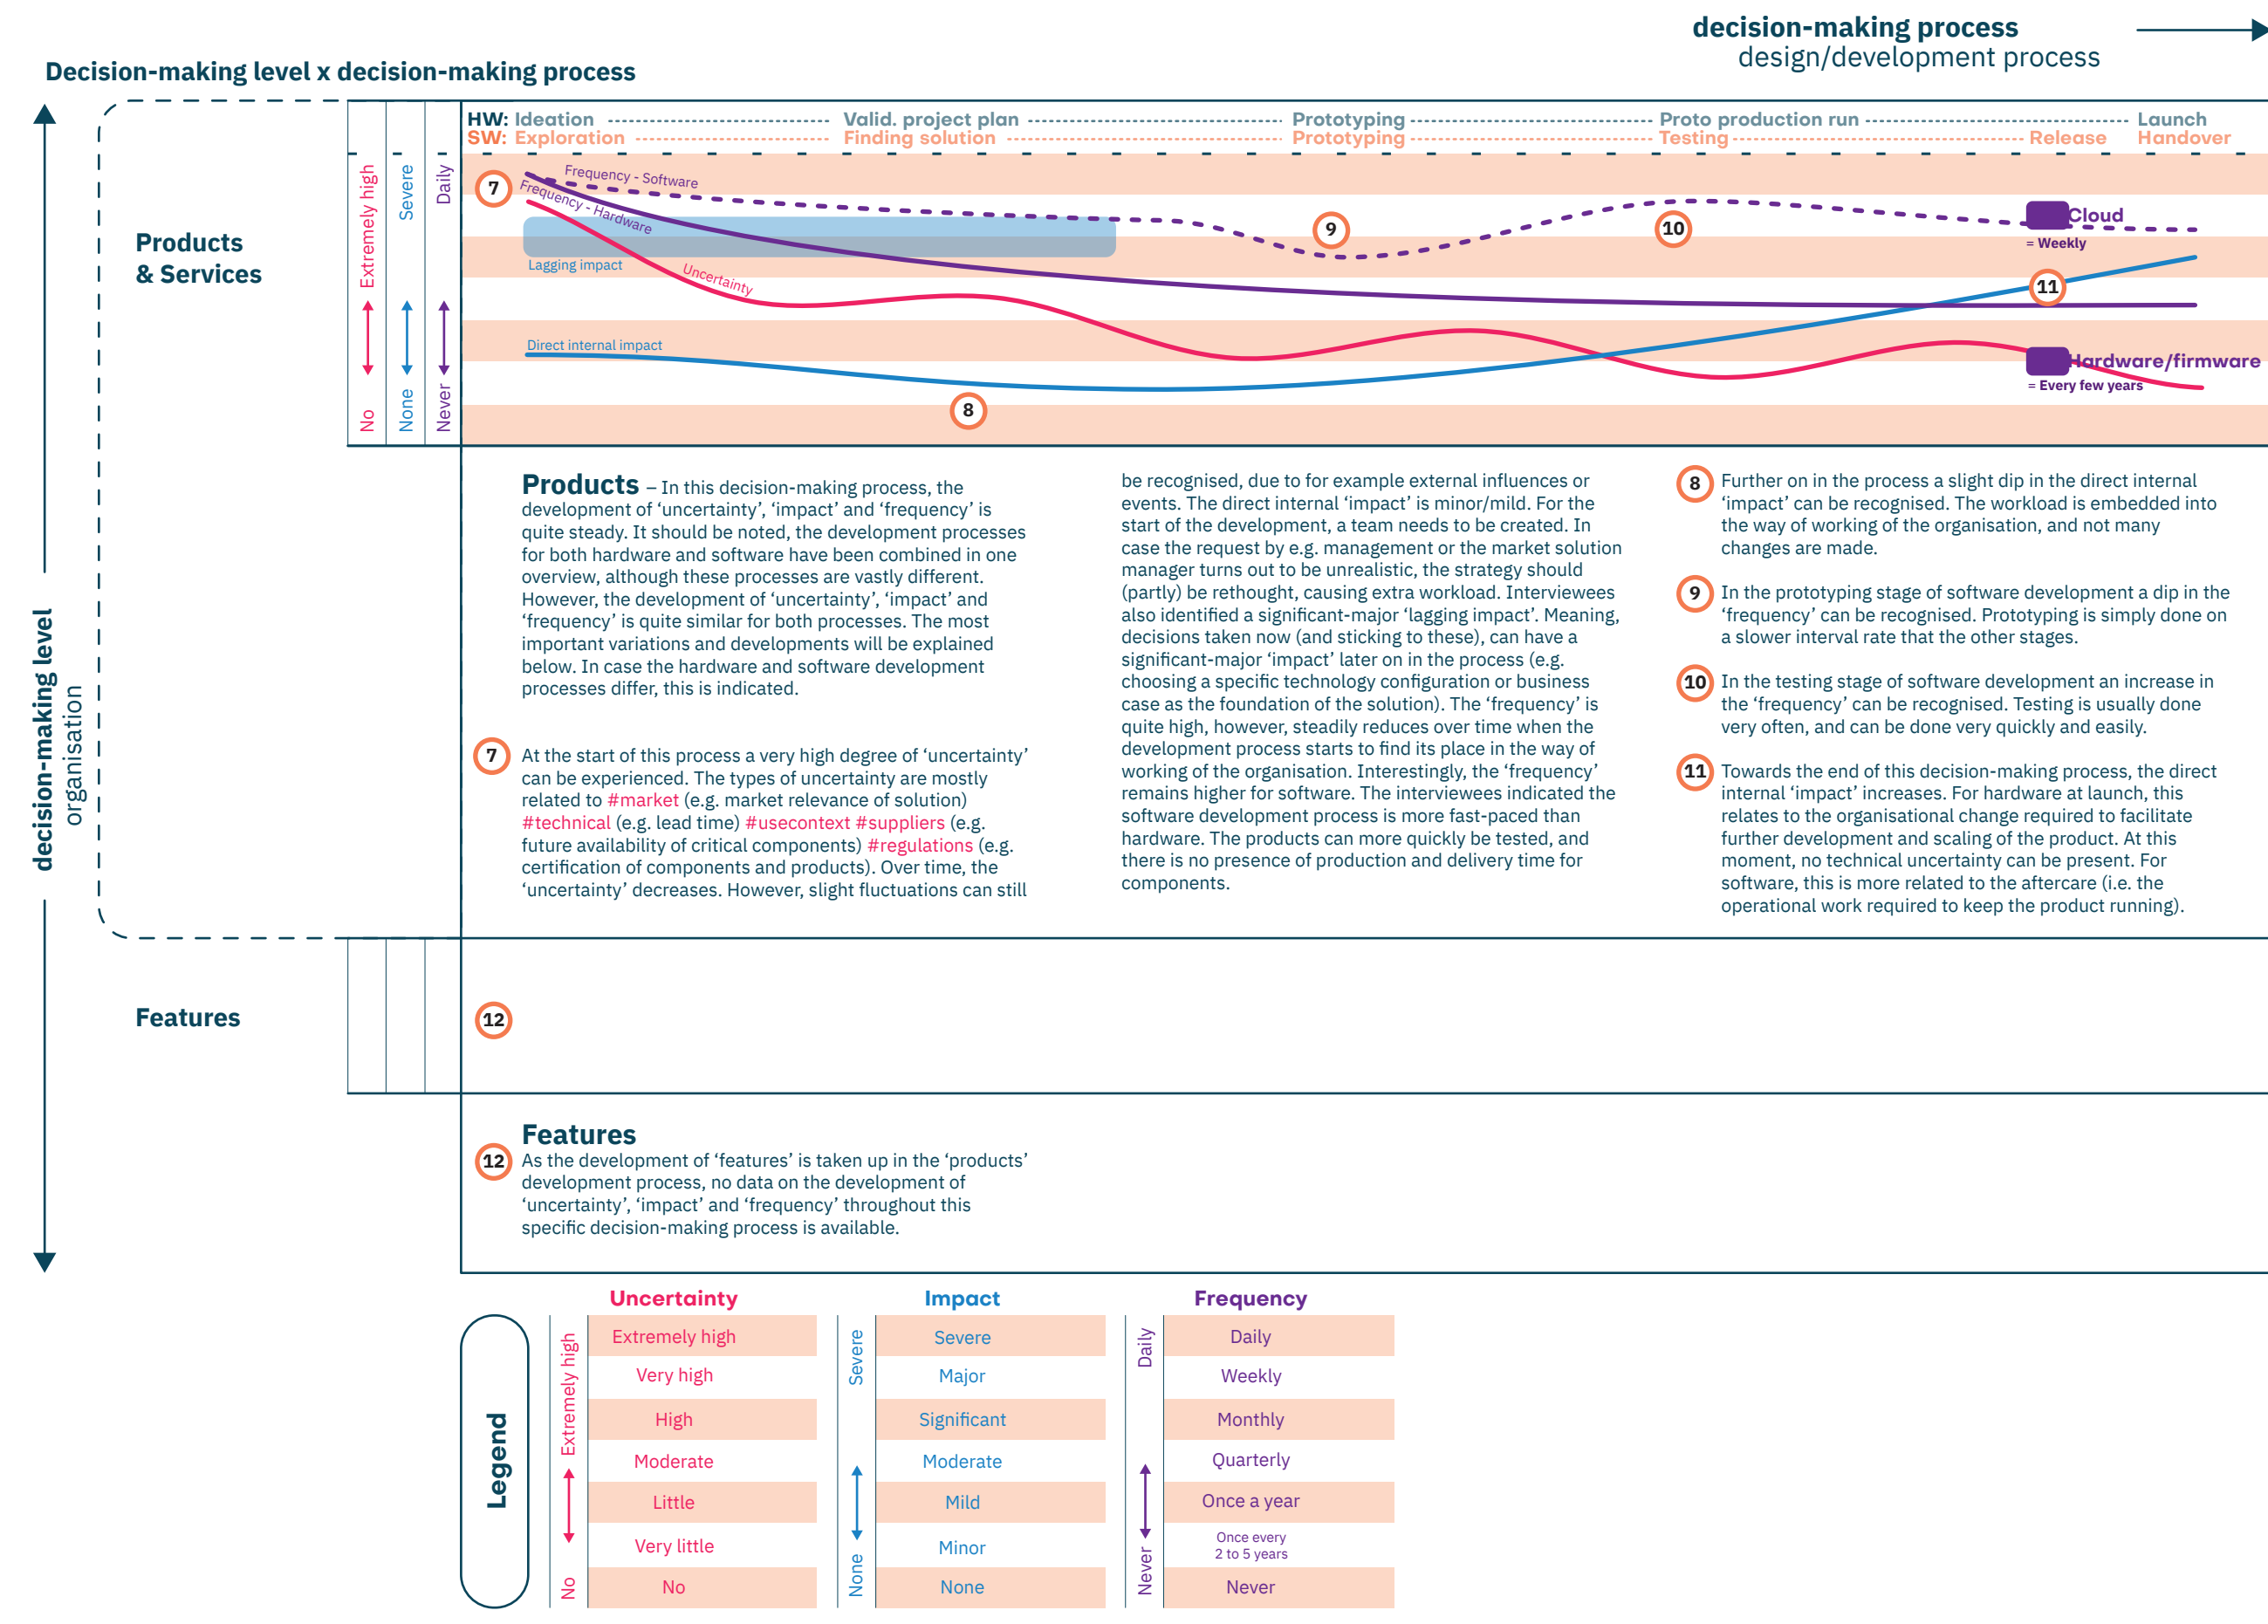 decision-making process
design/development process
Decision-making level x decision-making process
HW: Ideation Valid. project plan Prototyping Proto production run Launch
SW: Exploration Finding solution Prototyping Testing Release Handover
decision-making level
organisation
Products
& Services
Extremely high
No
Severe
None
Daily
Never
7
Frequency - Software
Frequency - Hardware
Lagging impact
Uncertainty
Direct internal impact
8
9
10
11
Cloud
= Weekly
Hardware/firmware
= Every few years
Products – In this decision-making process, the
development of ‘uncertainty’, ‘impact’ and ‘frequency’ is
quite steady. It should be noted, the development processes
for both hardware and software have been combined in one
overview, although these processes are vastly different.
However, the development of ‘uncertainty’, ‘impact’ and
‘frequency’ is quite similar for both processes. The most
important variations and developments will be explained
below. In case the hardware and software development
processes differ, this is indicated.
7 At the start of this process a very high degree of ‘uncertainty’
can be experienced. The types of uncertainty are mostly
related to #market (e.g. market relevance of solution)
#technical (e.g. lead time) #usecontext #suppliers (e.g.
future availability of critical components) #regulations (e.g.
certification of components and products). Over time, the
‘uncertainty’ decreases. However, slight fluctuations can still
be recognised, due to for example external influences or
events. The direct internal ‘impact’ is minor/mild. For the
start of the development, a team needs to be created. In
case the request by e.g. management or the market solution
manager turns out to be unrealistic, the strategy should
(partly) be rethought, causing extra workload. Interviewees
also identified a significant-major ‘lagging impact’. Meaning,
decisions taken now (and sticking to these), can have a
significant-major ‘impact’ later on in the process (e.g.
choosing a specific technology configuration or business
case as the foundation of the solution). The ‘frequency’ is
quite high, however, steadily reduces over time when the
development process starts to find its place in the way of
working of the organisation. Interestingly, the ‘frequency’
remains higher for software. The interviewees indicated the
software development process is more fast-paced than
hardware. The products can more quickly be tested, and
there is no presence of production and delivery time for
components.
8 Further on in the process a slight dip in the direct internal
‘impact’ can be recognised. The workload is embedded into
the way of working of the organisation, and not many
changes are made.
9 In the prototyping stage of software development a dip in the
‘frequency’ can be recognised. Prototyping is simply done on
a slower interval rate that the other stages.
10 In the testing stage of software development an increase in
the ‘frequency’ can be recognised. Testing is usually done
very often, and can be done very quickly and easily.
11 Towards the end of this decision-making process, the direct
internal ‘impact’ increases. For hardware at launch, this
relates to the organisational change required to facilitate
further development and scaling of the product. At this
moment, no technical uncertainty can be present. For
software, this is more related to the aftercare (i.e. the
operational work required to keep the product running).
Features
12
Features
12 As the development of ‘features’ is taken up in the ‘products’
development process, no data on the development of
‘uncertainty’, ‘impact’ and ‘frequency’ throughout this
specific decision-making process is available.
Legend
Uncertainty
Extremely high
No
Extremely high
Very high
High
Moderate
Little
Very little
No
Impact
Severe
None
Severe
Major
Significant
Moderate
Mild
Minor
None
Frequency
Daily
Never
Daily
Weekly
Monthly
Quarterly
Once a year
Once every
2 to 5 years
Never